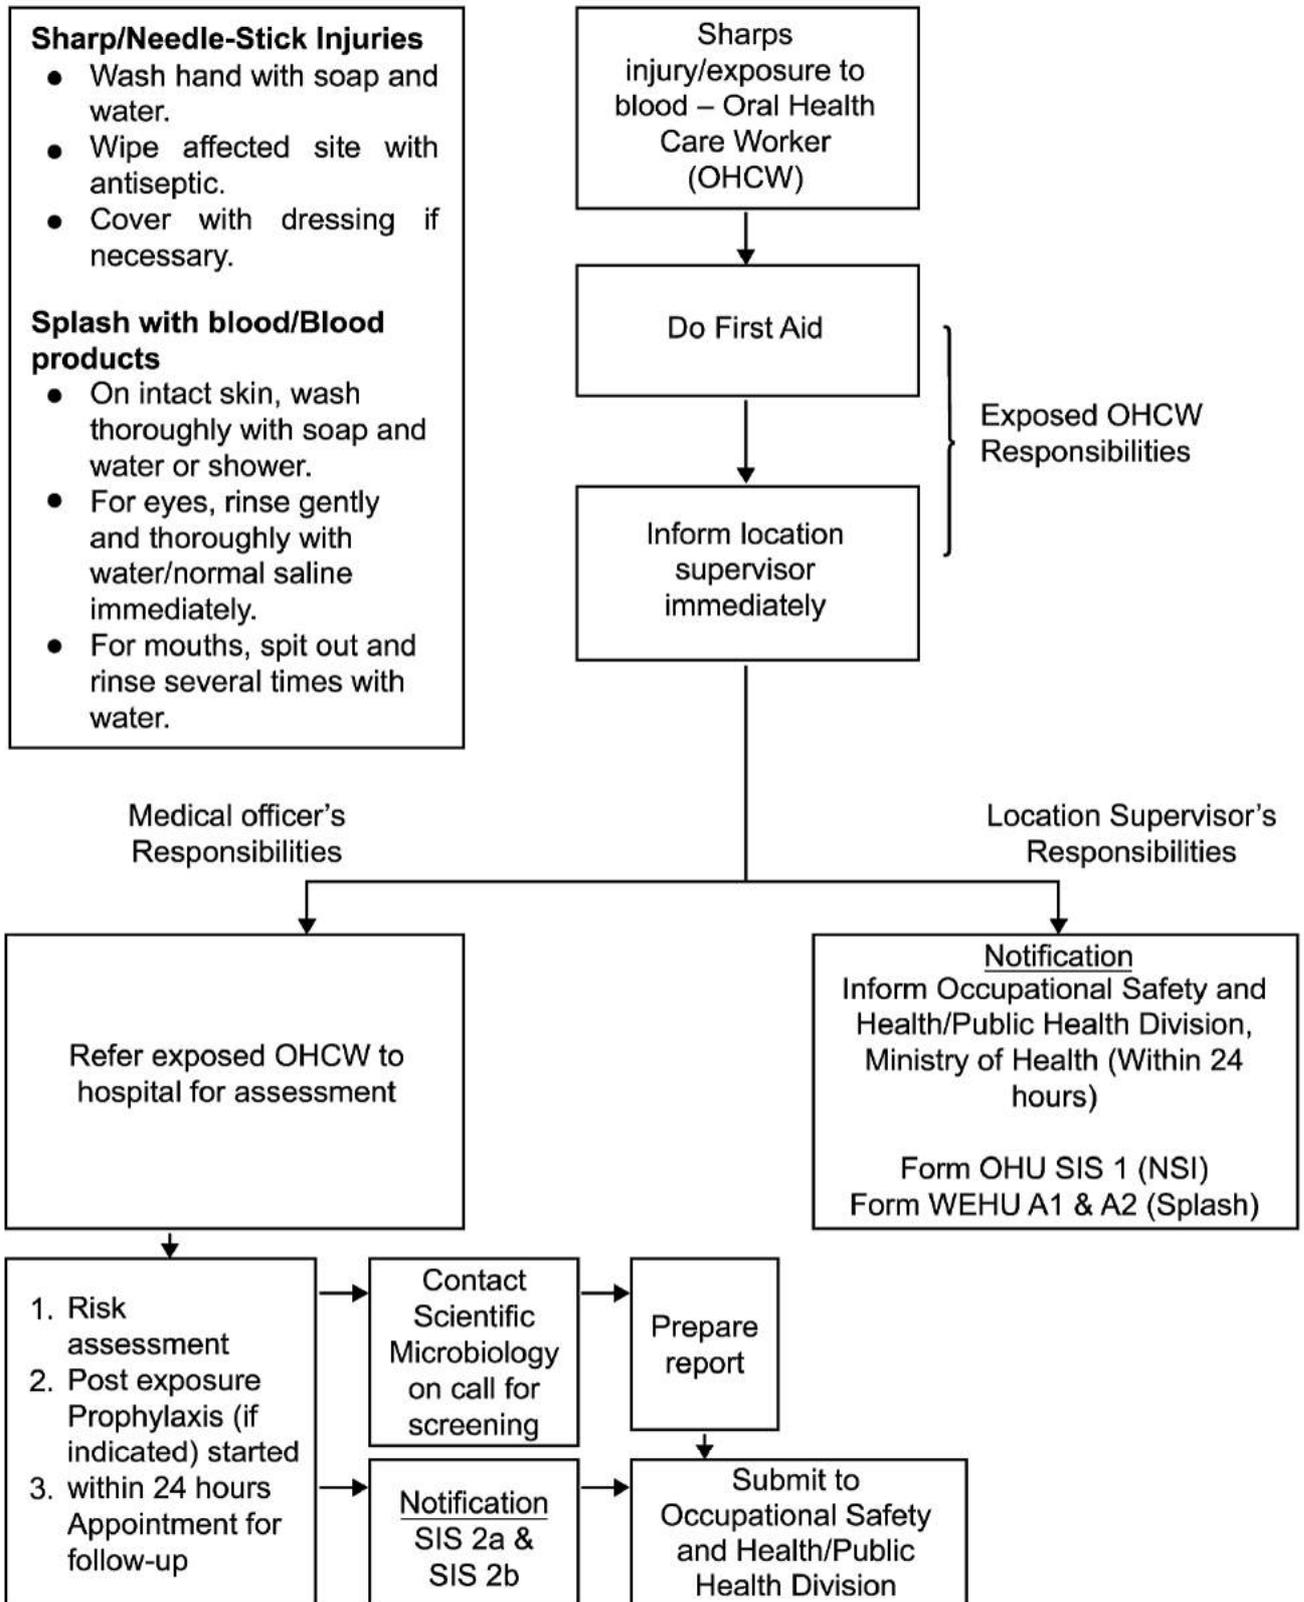 Sharp/Needle-Stick Injuries
● Wash hand with soap and
water.
● Wipe affected site with
antiseptic.
● Cover with dressing if
necessary.
Splash with blood/Blood
products
● On intact skin, wash
thoroughly with soap and
water or shower.
● For eyes, rinse gently
and thoroughly with
water/normal saline
immediately.
● For mouths, spit out and
rinse several times with
water.
Sharps
injury/exposure to
blood – Oral Health
Care Worker
(OHCW)
Do First Aid
Inform location
supervisor
immediately
Exposed OHCW
Responsibilities
Medical officer's
Responsibilities
Location Supervisor's
Responsibilities
Refer exposed OHCW to
hospital for assessment
Notification
Inform Occupational Safety and
Health/Public Health Division,
Ministry of Health (Within 24
hours)
Form OHU SIS 1 (NSI)
Form WEHU A1 & A2 (Splash)
1. Risk
assessment
2. Post exposure
Prophylaxis (if
indicated) started
3. within 24 hours
Appointment for
follow-up
Contact
Scientific
Microbiology
on call for
screening
Prepare
report
Notification
SIS 2a &
SIS 2b
Submit to
Occupational Safety
and Health/Public
Health Division